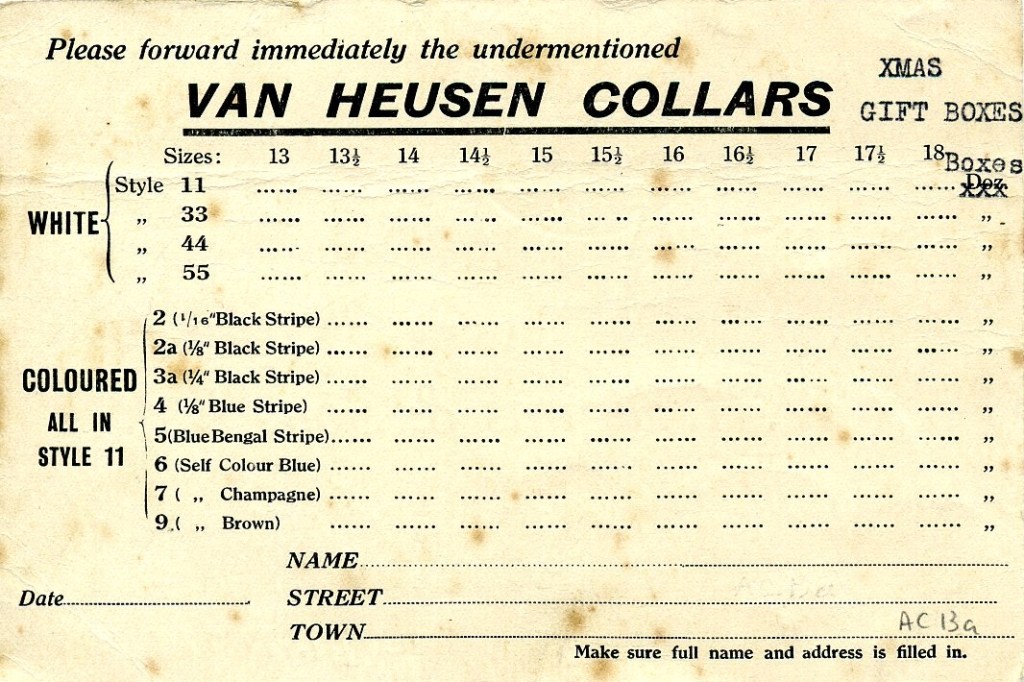 Please forward immediately the undermentioned
XMAS
VAN HEUSEN COLLARS
GIFT BOXES
Sizes: 13 13½ 14 14½ 15 15½ 16 16½ 17 17½ 18
Boxes
WHITE
Style 11 ...... ...... ...... ...... ...... ...... ...... ...... ...... ...... ...... Doz.
xxx
„ 33 ...... ...... ...... ...... ...... ...... ...... ...... ...... ...... ...... „
„ 44 ...... ...... ...... ...... ...... ...... ...... ...... ...... ...... ...... „
„ 55 ...... ...... ...... ...... ...... ...... ...... ...... ...... ...... ...... „
COLOURED
ALL IN
STYLE 11
2 (1/16" Black Stripe) ...... ...... ...... ...... ...... ...... ...... ...... ...... ...... „
2a (⅛" Black Stripe) ...... ...... ...... ...... ...... ...... ...... ...... ...... ...... „
3a (¼" Black Stripe) ...... ...... ...... ...... ...... ...... ...... ...... ...... ...... „
4 (⅛" Blue Stripe) ...... ...... ...... ...... ...... ...... ...... ...... ...... ...... „
5 (Blue Bengal Stripe) ...... ...... ...... ...... ...... ...... ...... ...... ...... ...... „
6 (Self Colour Blue) ...... ...... ...... ...... ...... ...... ...... ...... ...... ...... „
7 ( „ Champagne) ...... ...... ...... ...... ...... ...... ...... ...... ...... ...... „
9 ( „ Brown) ...... ...... ...... ...... ...... ...... ...... ...... ...... ...... „
NAME
Date
STREET
TOWN
AC 13a
Make sure full name and address is filled in.